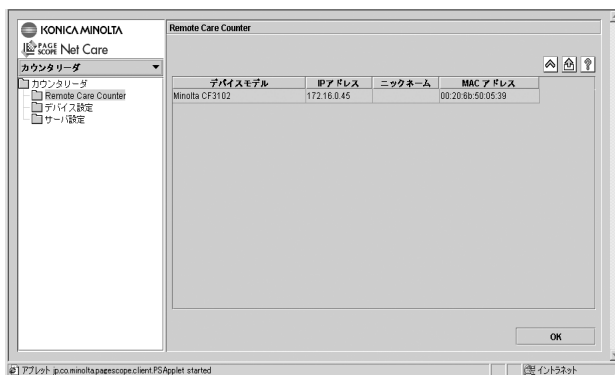 KONICA MINOLTA
PAGE SCOPE Net Care
カウンタリーダ
カウンタリーダ
Remote Care Counter
デバイス設定
サーバ設定
Remote Care Counter
デバイスモデル IPアドレス ニックネーム MAC アドレス
Minolta CF3102 172.16.0.45 00:20:6b:50:05:39
OK
アプレット jp.co.minolta.pagescope.client.PSApplet started
イントラネット